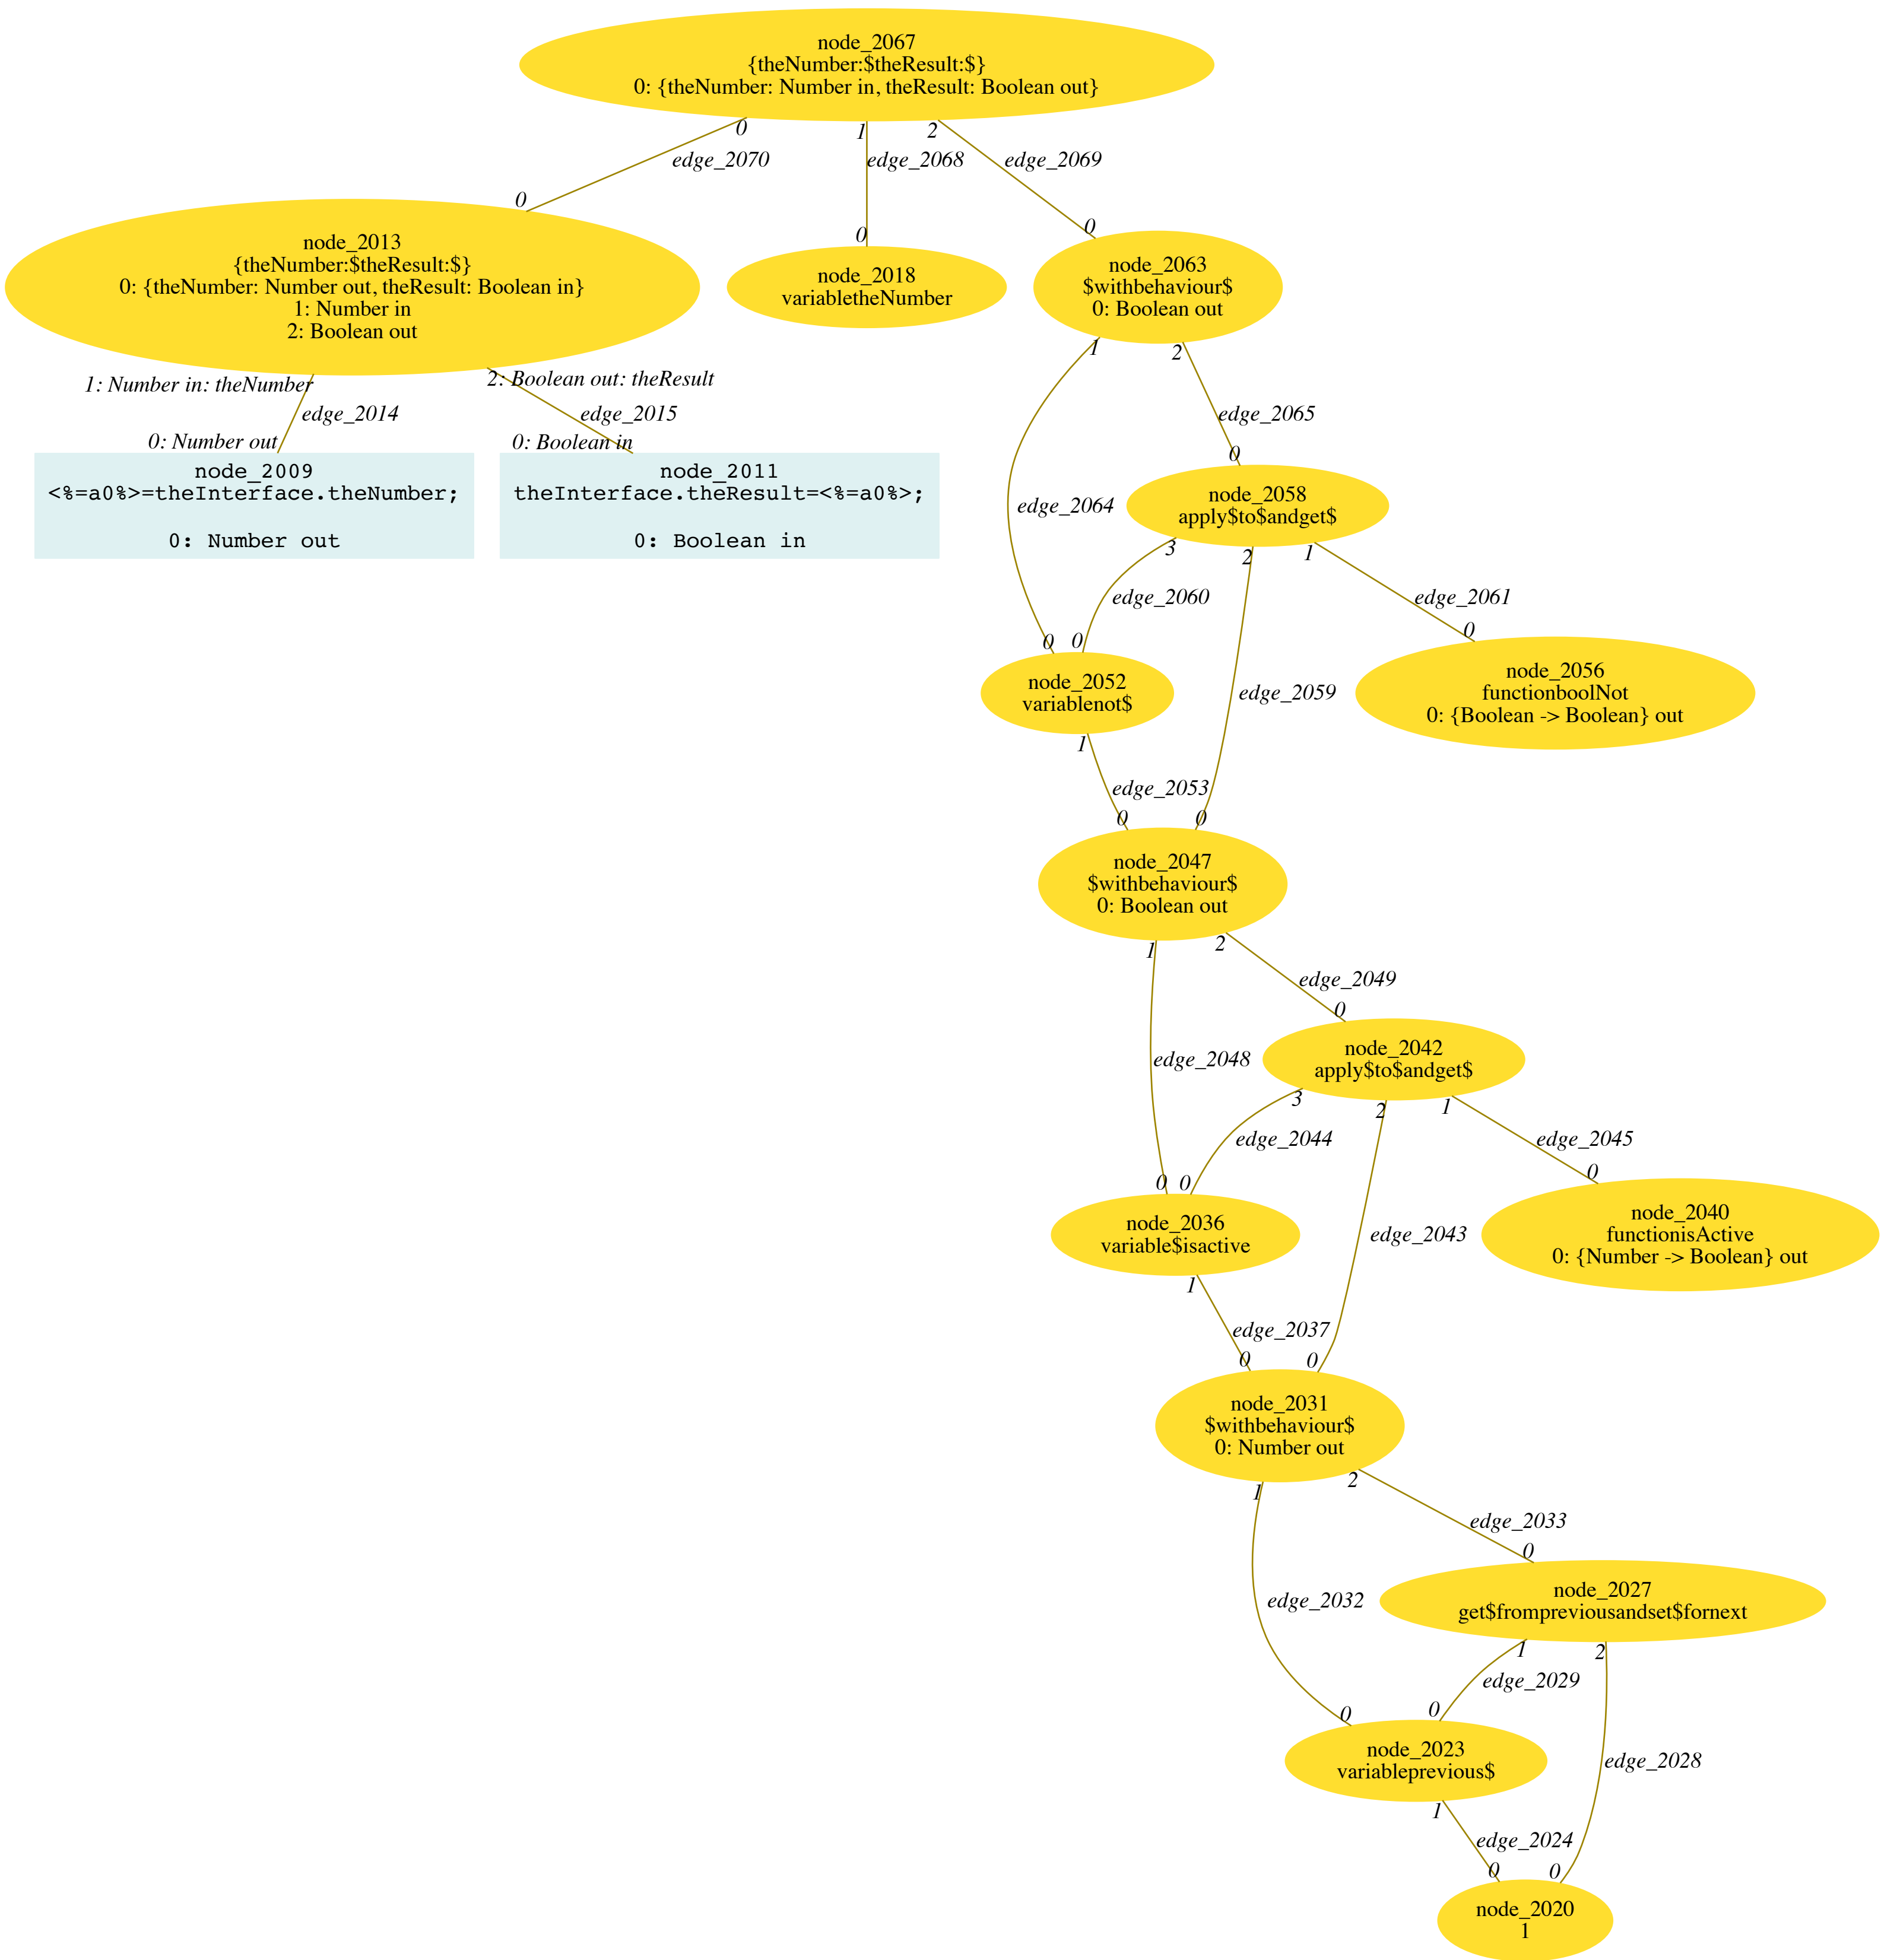 node_2067
{theNumber:$theResult:$}
0: {theNumber: Number in, theResult: Boolean out}
0
1
2
edge_2070
edge_2068
edge_2069
0
0
0
node_2013
{theNumber:$theResult:$}
0: {theNumber: Number out, theResult: Boolean in}
1: Number in
2: Boolean out
node_2018
variabletheNumber
node_2063
$withbehaviour$
0: Boolean out
1: Number in: theNumber
2: Boolean out: theResult
1
2
edge_2014
edge_2015
edge_2065
0: Number out
0: Boolean in
0
node_2009
<%=a0%>=theInterface.theNumber;
0: Number out
node_2011
theInterface.theResult=<%=a0%>;
0: Boolean in
edge_2064
node_2058
apply$to$andget$
3
2
1
edge_2060
edge_2061
0
0
0
node_2052
variablenot$
edge_2059
node_2056
functionboolNot
0: {Boolean -> Boolean} out
1
edge_2053
0
0
node_2047
$withbehaviour$
0: Boolean out
1
2
edge_2049
0
edge_2048
node_2042
apply$to$andget$
3
2
1
edge_2044
edge_2045
0
0
0
node_2036
variable$isactive
edge_2043
node_2040
functionisActive
0: {Number -> Boolean} out
1
edge_2037
0
0
node_2031
$withbehaviour$
0: Number out
1
2
edge_2033
0
edge_2032
node_2027
get$frompreviousandset$fornext
1
2
edge_2029
0
0
node_2023
variableprevious$
edge_2028
1
edge_2024
0
0
node_2020
1